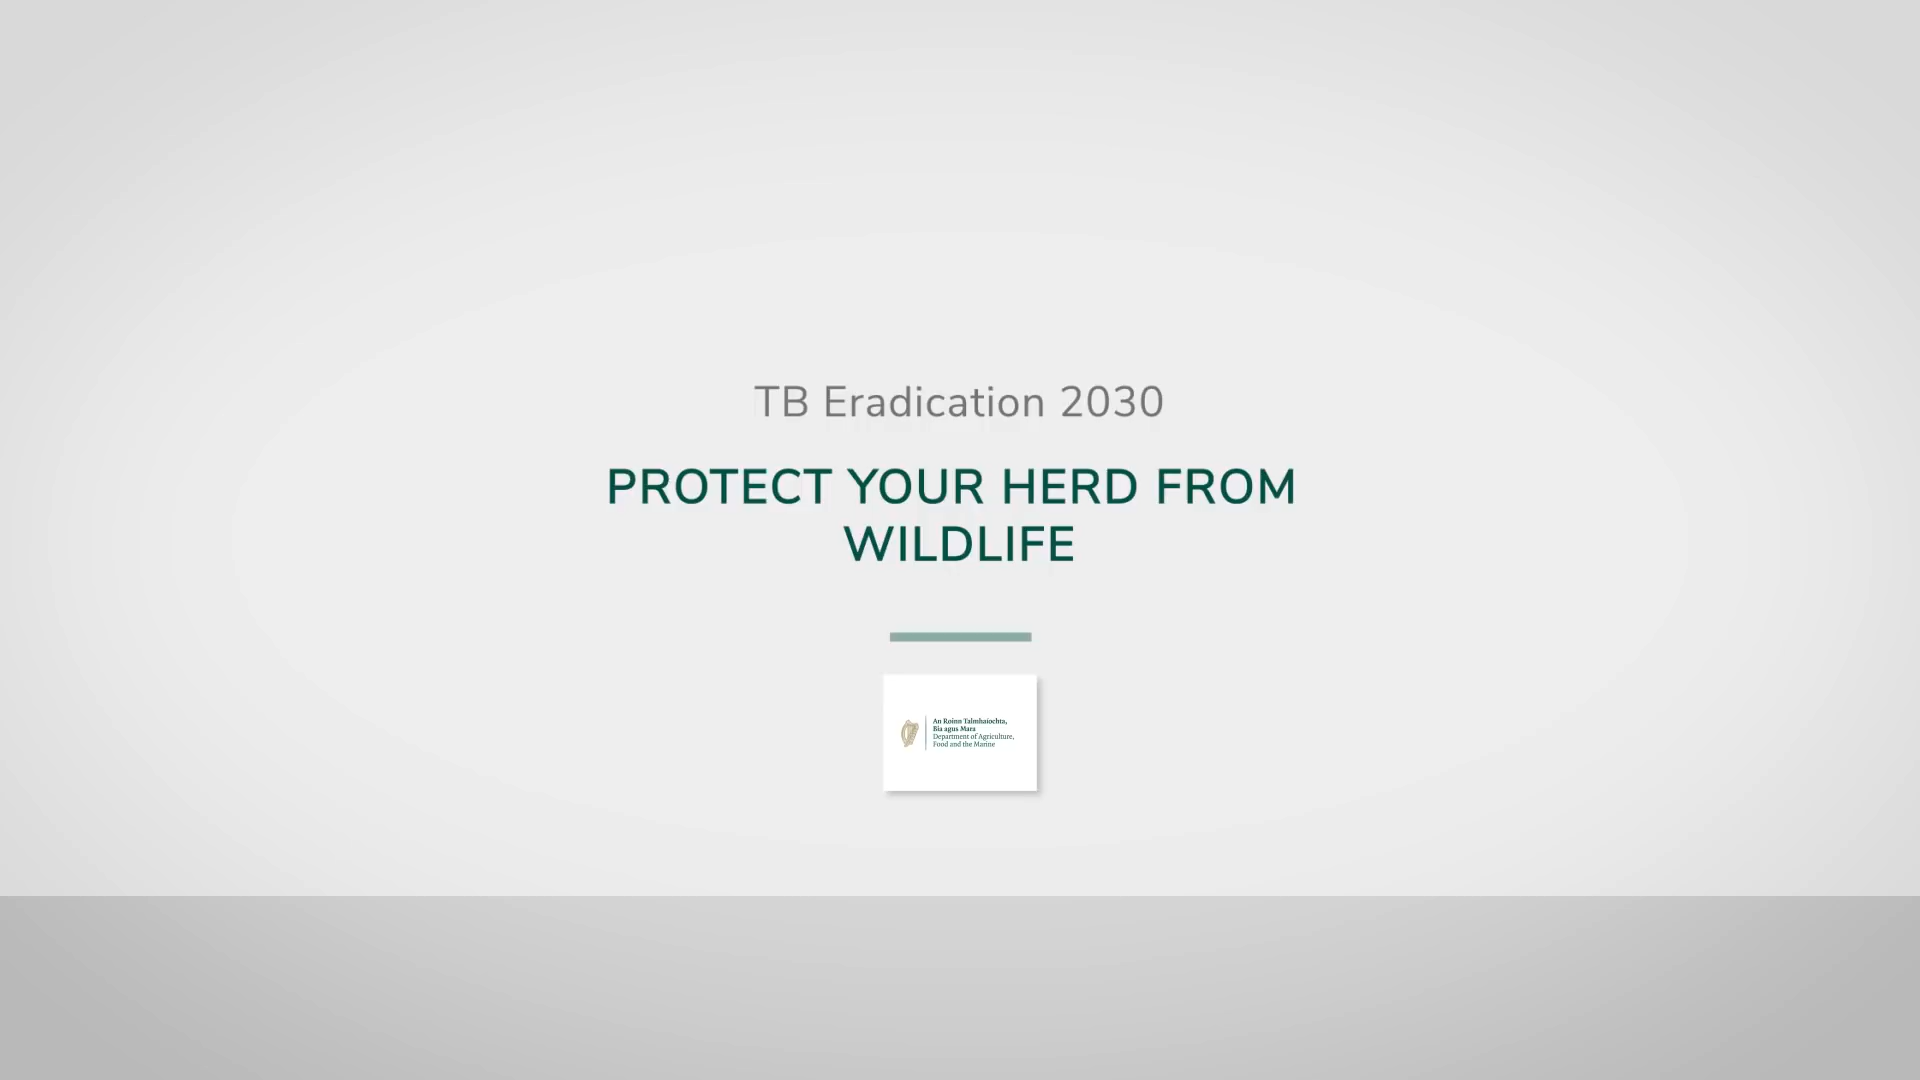 TB Eradication 2030
PROTECT YOUR HERD FROM
WILDLIFE
An Roinn Talmhaíochta,
Bia agus Mara
Department of Agriculture,
Food and the Marine